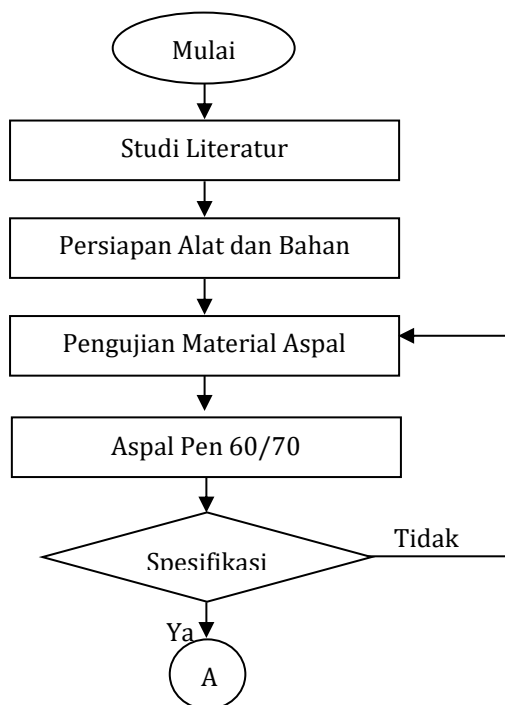 Mulai
Studi Literatur
Persiapan Alat dan Bahan
Pengujian Material Aspal
Aspal Pen 60/70
Tidak
Spesifikasi
Ya
A